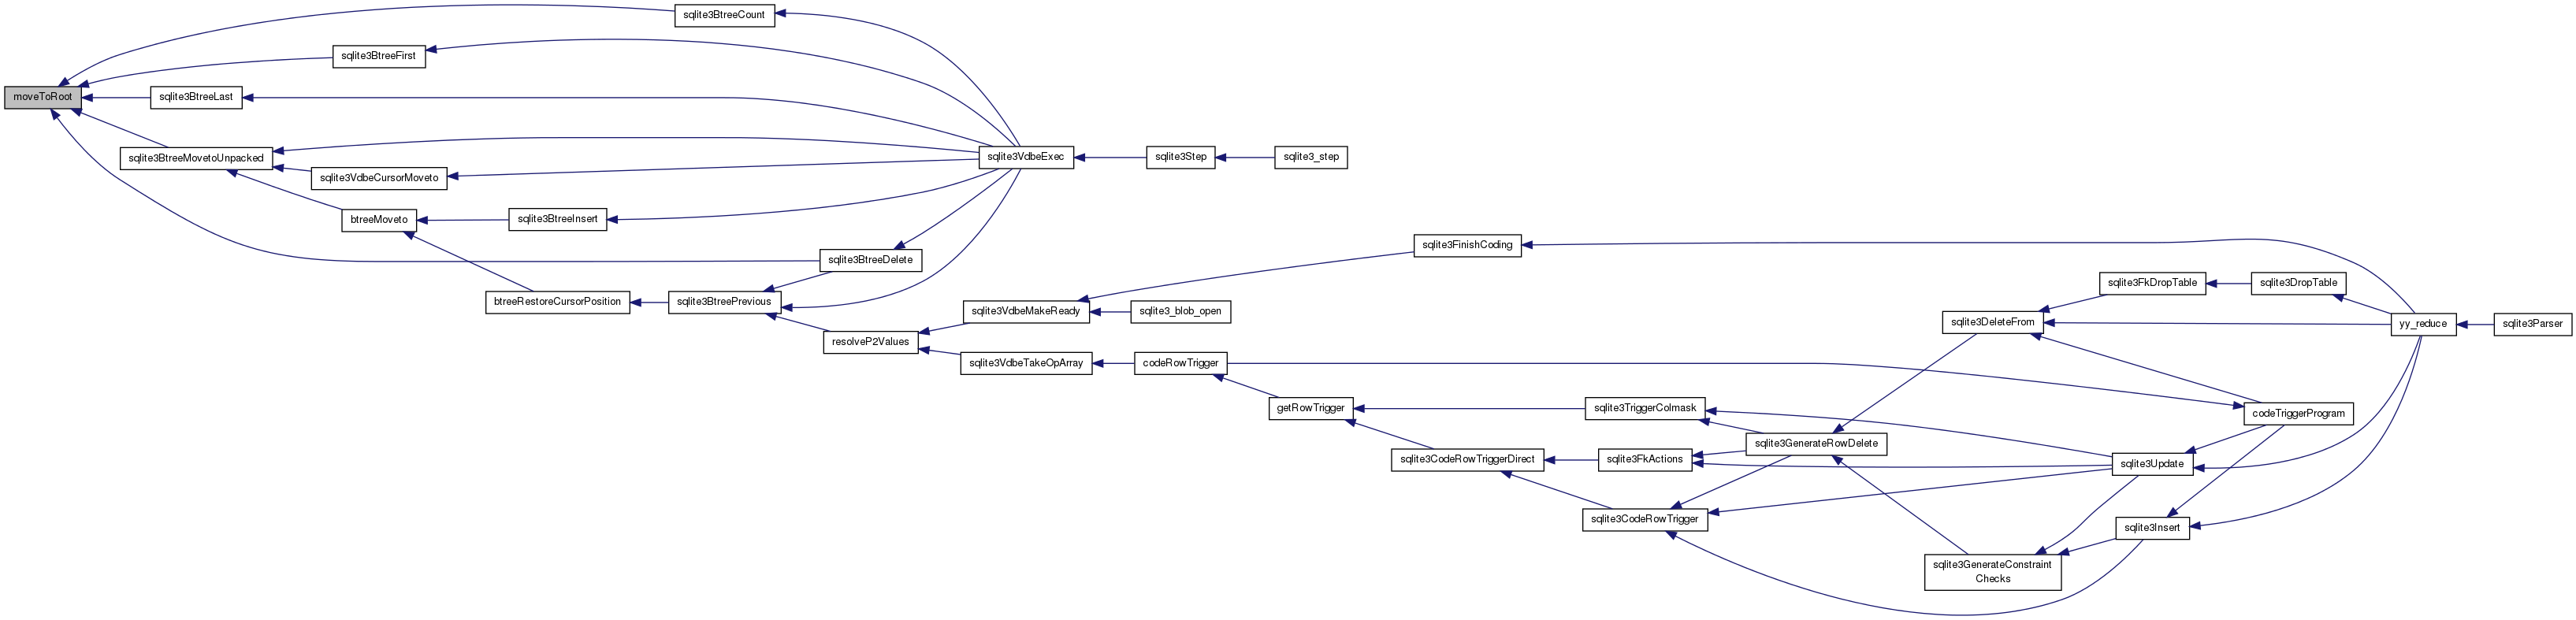 moveToRoot
sqlite3BtreeCount
sqlite3BtreeFirst
sqlite3BtreeLast
sqlite3BtreeMovetoUnpacked
sqlite3VdbeCursorMoveto
btreeMoveto
sqlite3BtreeInsert
sqlite3BtreeDelete
btreeRestoreCursorPosition
sqlite3BtreePrevious
resolveP2Values
sqlite3VdbeExec
sqlite3Step
sqlite3_step
sqlite3VdbeMakeReady
sqlite3_blob_open
sqlite3VdbeTakeOpArray
codeRowTrigger
sqlite3FinishCoding
getRowTrigger
sqlite3CodeRowTriggerDirect
sqlite3TriggerColmask
sqlite3FkActions
sqlite3CodeRowTrigger
sqlite3GenerateRowDelete
sqlite3DeleteFrom
sqlite3GenerateConstraint
Checks
sqlite3FkDropTable
sqlite3DropTable
codeTriggerProgram
sqlite3Update
sqlite3Insert
yy_reduce
sqlite3Parser